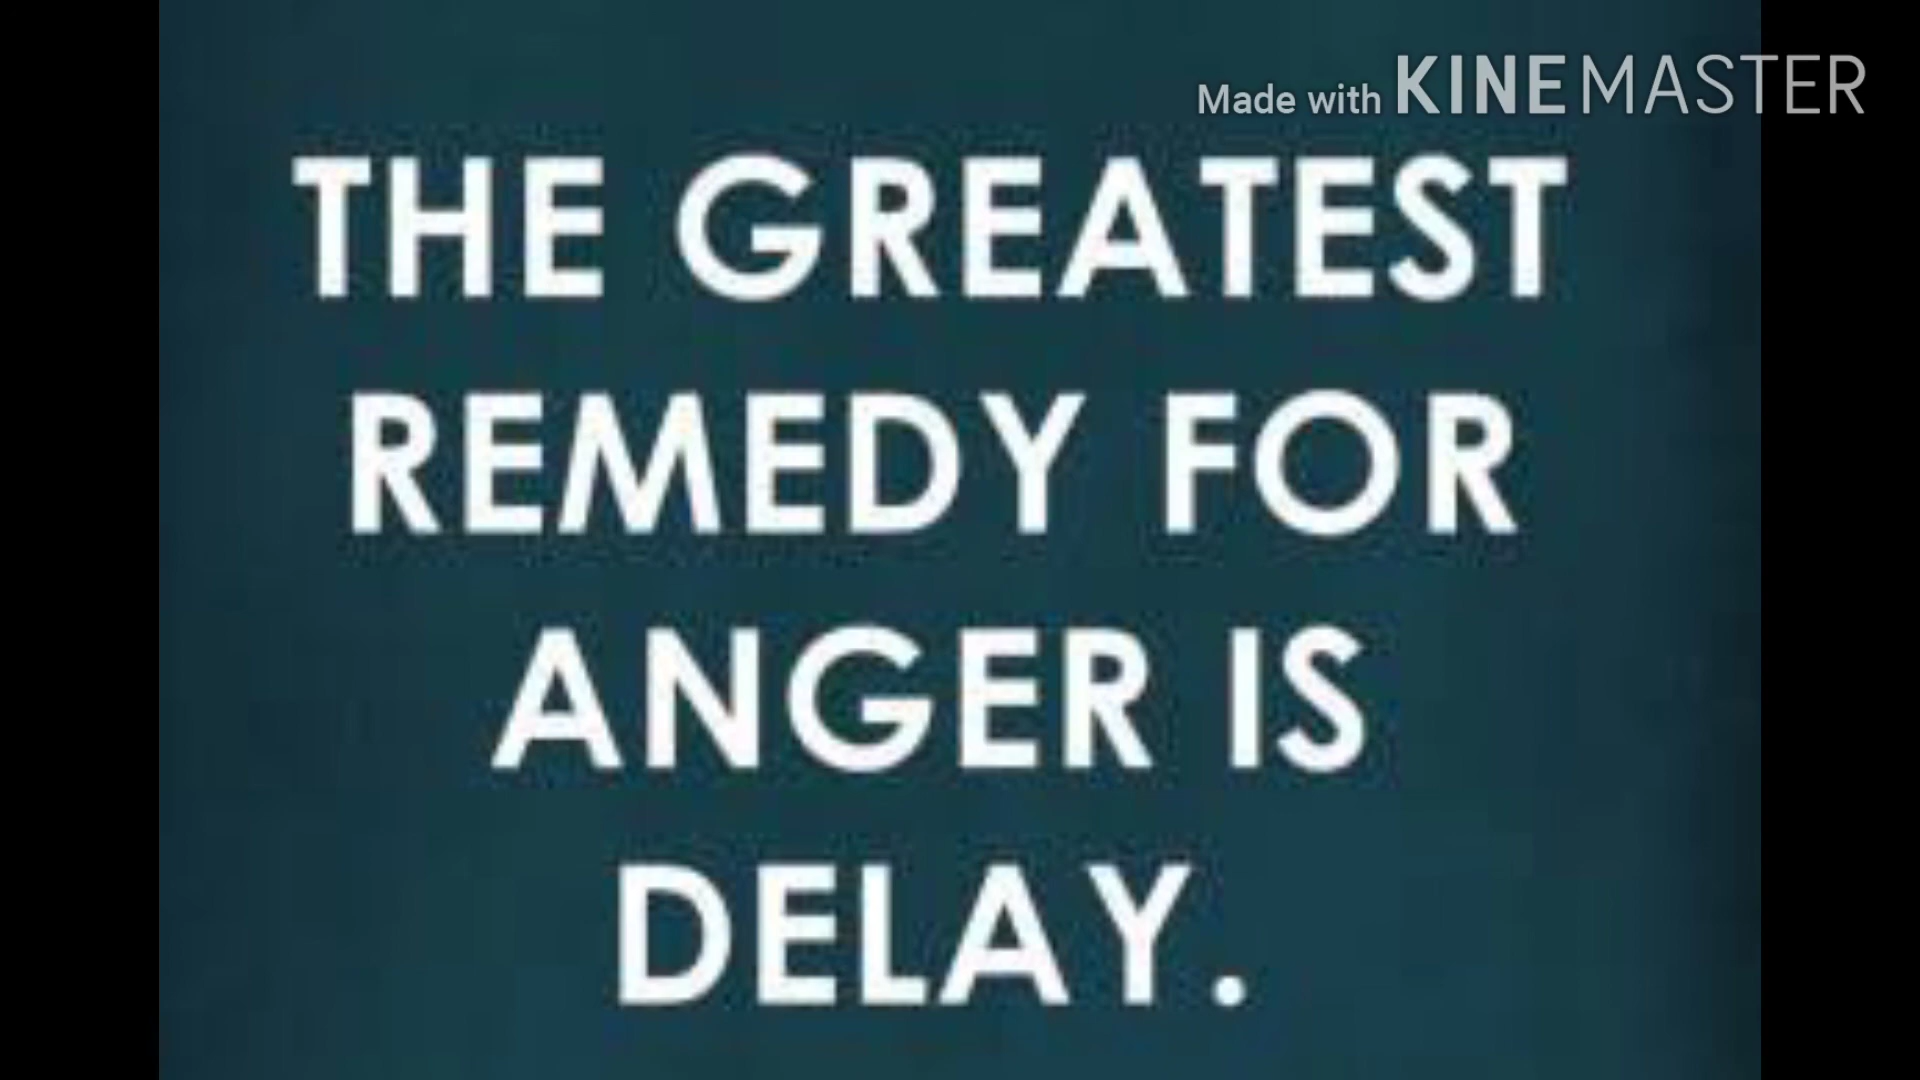 Made with KINEMASTER
THE GREATEST
REMEDY FOR
ANGER IS
DELAY.